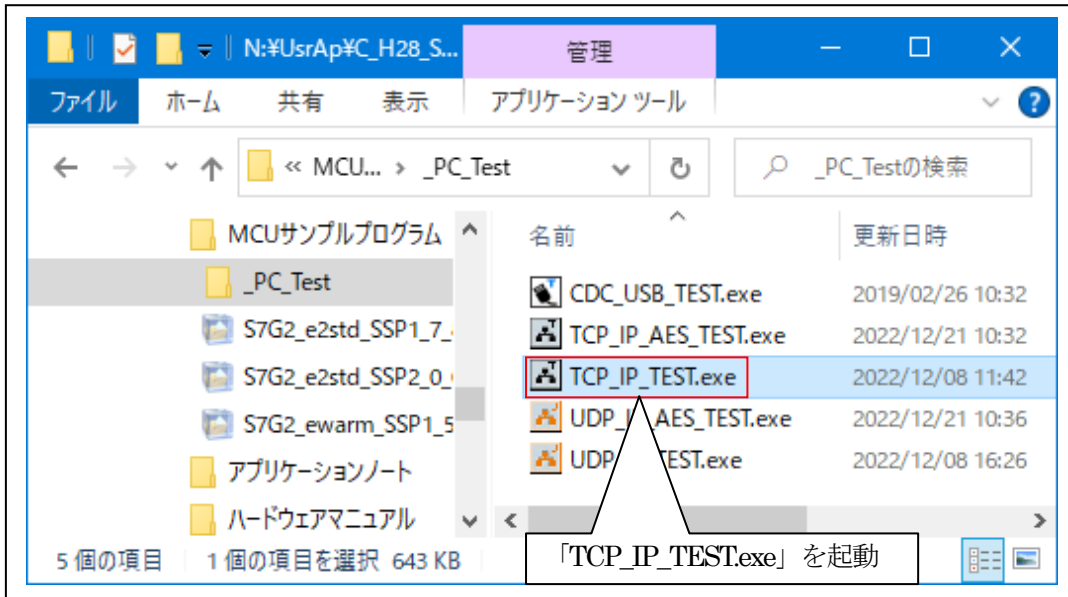 N:¥UsrAp¥C_H28_S... 管理
ファイル ホーム 共有 表示 アプリケーション ツール
« MCU... › _PC_Test _PC_Testの検索
MCUサンプルプログラム
_PC_Test
S7G2_e2std_SSP1_7_
S7G2_e2std_SSP2_0_
S7G2_ewarm_SSP1_5
アプリケーションノート
ハードウェアマニュアル
名前 更新日時
CDC_USB_TEST.exe 2019/02/26 10:32
TCP_IP_AES_TEST.exe 2022/12/21 10:32
TCP_IP_TEST.exe 2022/12/08 11:42
UDP_I AES_TEST.exe 2022/12/21 10:36
UDP TEST.exe 2022/12/08 16:26
5 個の項目 1 個の項目を選択 643 KB
「TCP_IP_TEST.exe」を起動